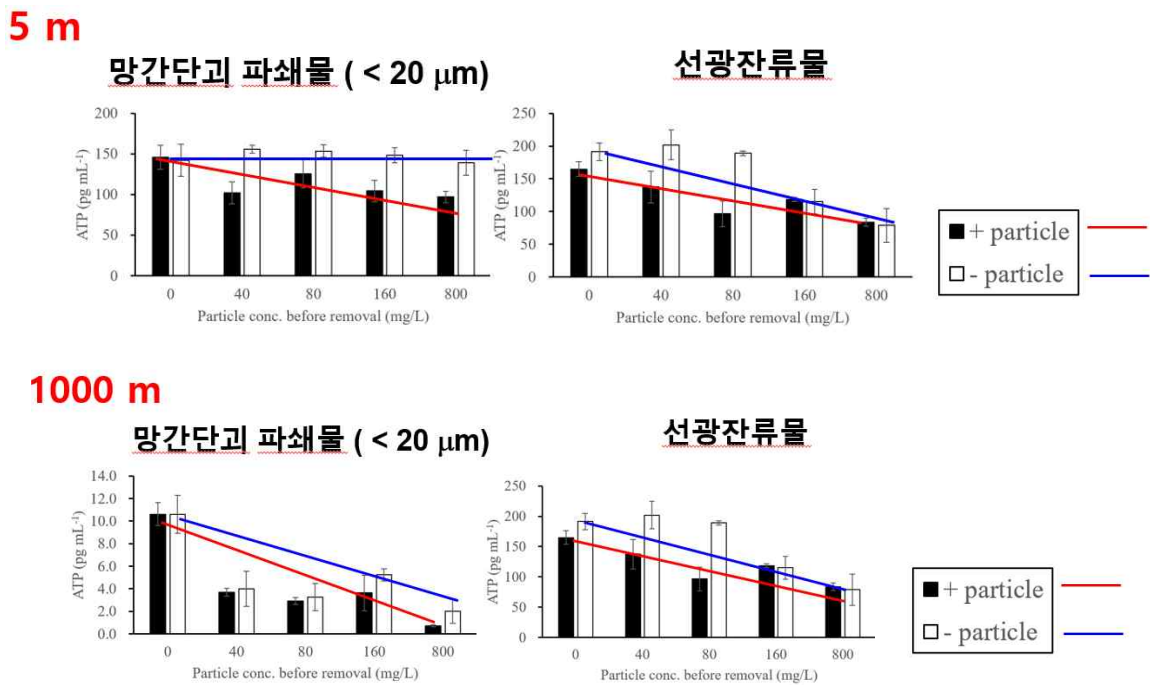 5 m
망간단괴 파쇄물 ( < 20 μm)
선광잔류물
200
150
100
50
0
ATP (pg mL⁻¹)
0 40 80 160 800
Particle conc. before removal (mg/L)
250
200
150
100
50
0
ATP (pg mL⁻¹)
0 40 80 160 800
Particle conc. before removal (mg/L)
+ particle
- particle
1000 m
망간단괴 파쇄물 ( < 20 μm)
선광잔류물
14.0
12.0
10.0
8.0
6.0
4.0
2.0
0.0
ATP (pg mL⁻¹)
0 40 80 160 800
Particle conc. before removal (mg/L)
250
200
150
100
50
0
ATP (pg mL⁻¹)
0 40 80 160 800
Particle conc. before removal (mg/L)
+ particle
- particle